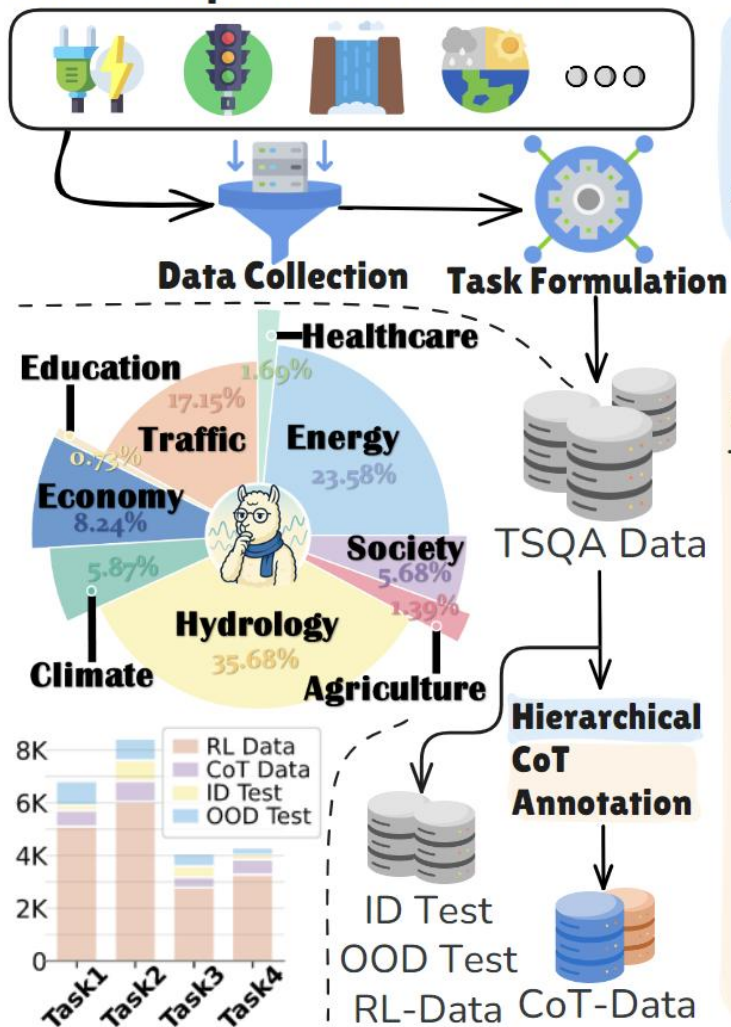 Data Collection
Task Formulation
Healthcare
1.69%
Education
0.73%
17.15%
Traffic
Energy
23.58%
Economy
8.24%
Society
5.68%
5.87%
1.39%
Hydrology
35.68%
Climate
Agriculture
TSQA Data
Hierarchical
CoT
Annotation
8K
6K
4K
2K
0
RL Data
CoT Data
ID Test
OOD Test
Task1
Task2
Task3
Task4
ID Test
OOD Test
RL-Data
CoT-Data